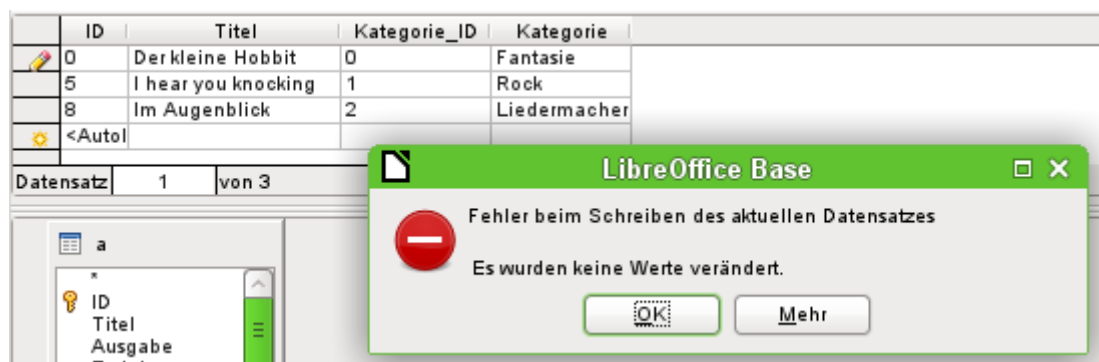 ID Titel Kategorie_ID Kategorie
0 Der kleine Hobbit 0 Fantasie
5 I hear you knocking 1 Rock
8 Im Augenblick 2 Liedermacher
<AutoI
Datensatz 1 von 3
LibreOffice Base
Fehler beim Schreiben des aktuellen Datensatzes
Es wurden keine Werte verändert.
OK Mehr
a
*
ID
Titel
Ausgabe